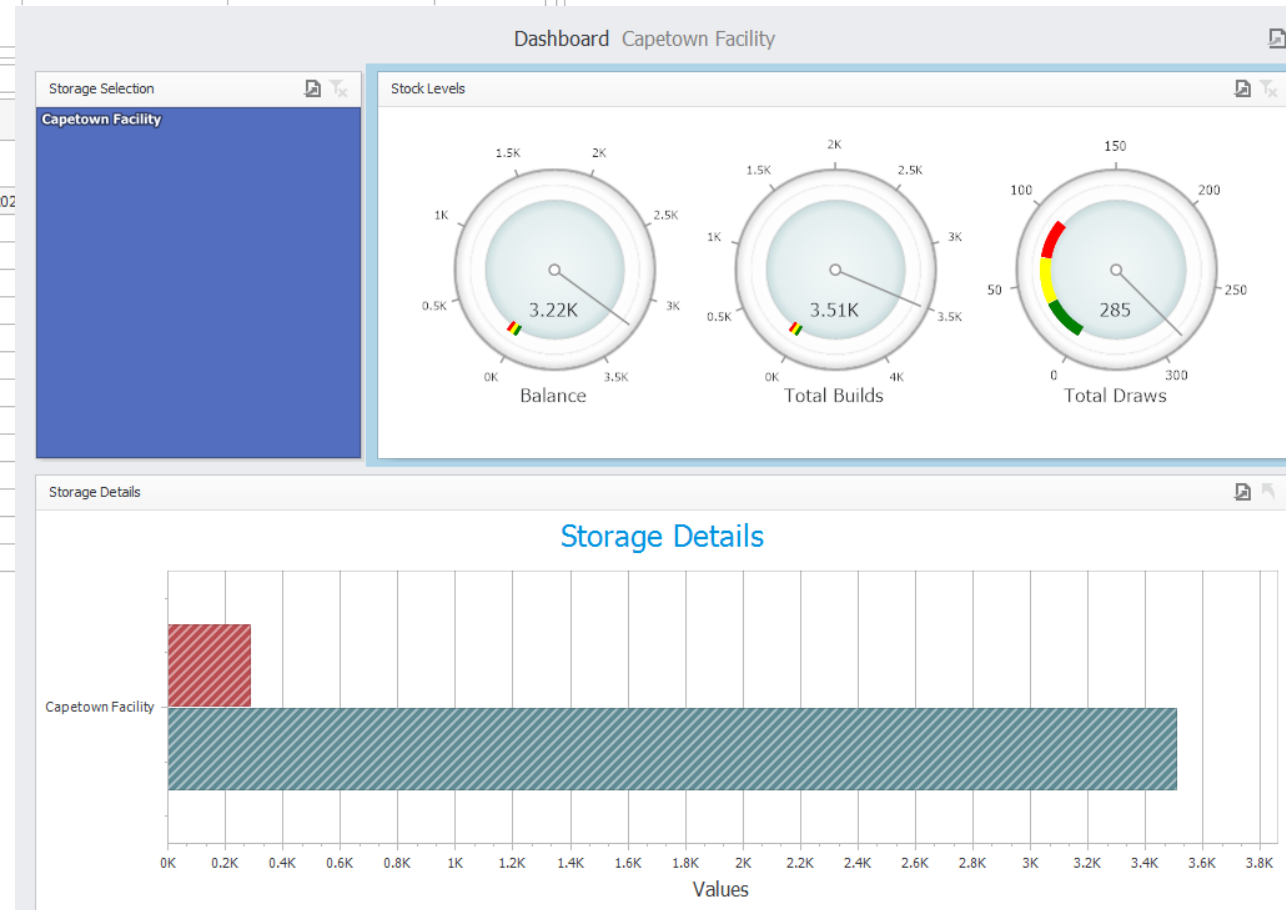 Dashboard Capetown Facility
Storage Selection
Capetown Facility
Stock Levels
0K
0.5K
1K
1.5K
2K
2.5K
3K
3.5K
3.22K
Balance
0K
0.5K
1K
1.5K
2K
2.5K
3K
3.5K
4K
3.51K
Total Builds
0
50
100
150
200
250
300
285
Total Draws
Storage Details
Storage Details
Capetown Facility
0K 0.2K 0.4K 0.6K 0.8K 1K 1.2K 1.4K 1.6K 1.8K 2K 2.2K 2.4K 2.6K 2.8K 3K 3.2K 3.4K 3.6K 3.8K
Values